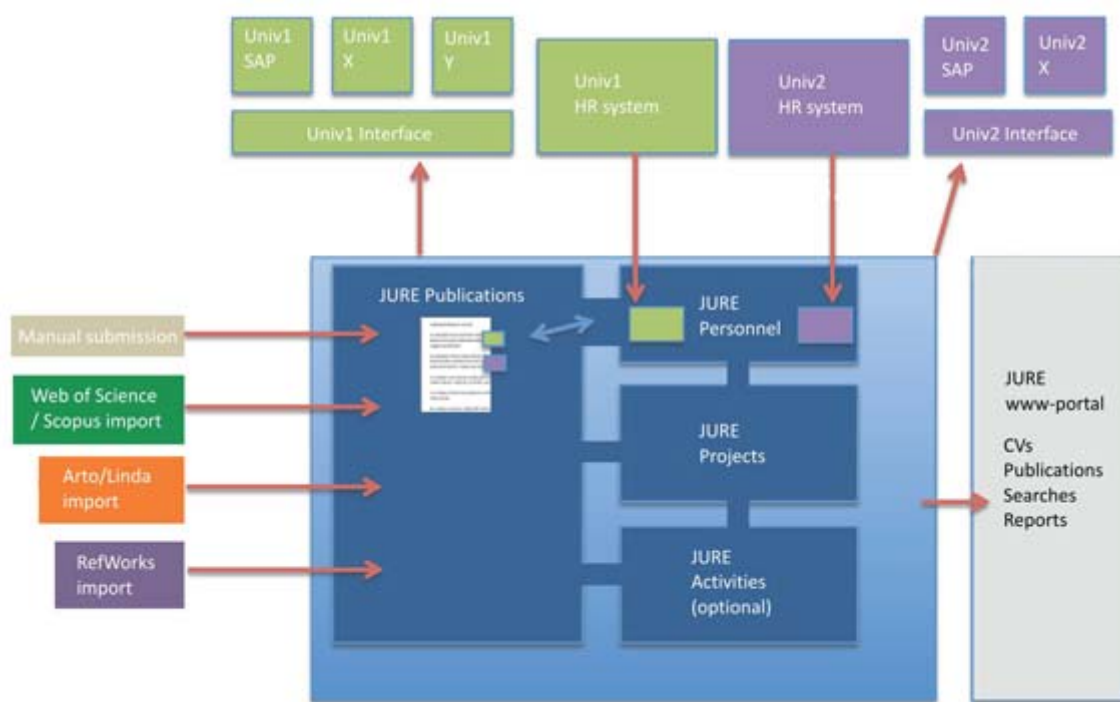 Univ1
SAP
Univ1
X
Univ1
Y
Univ1 Interface
Univ1
HR system
Univ2
HR system
Univ2
SAP
Univ2
X
Univ2 Interface
JURE Publications
JURE
Personnel
Manual submission
Web of Science
/ Scopus import
Arto/Linda
import
RefWorks
import
JURE
Projects
JURE
Activities
(optional)
JURE
www-portal
CVs
Publications
Searches
Reports